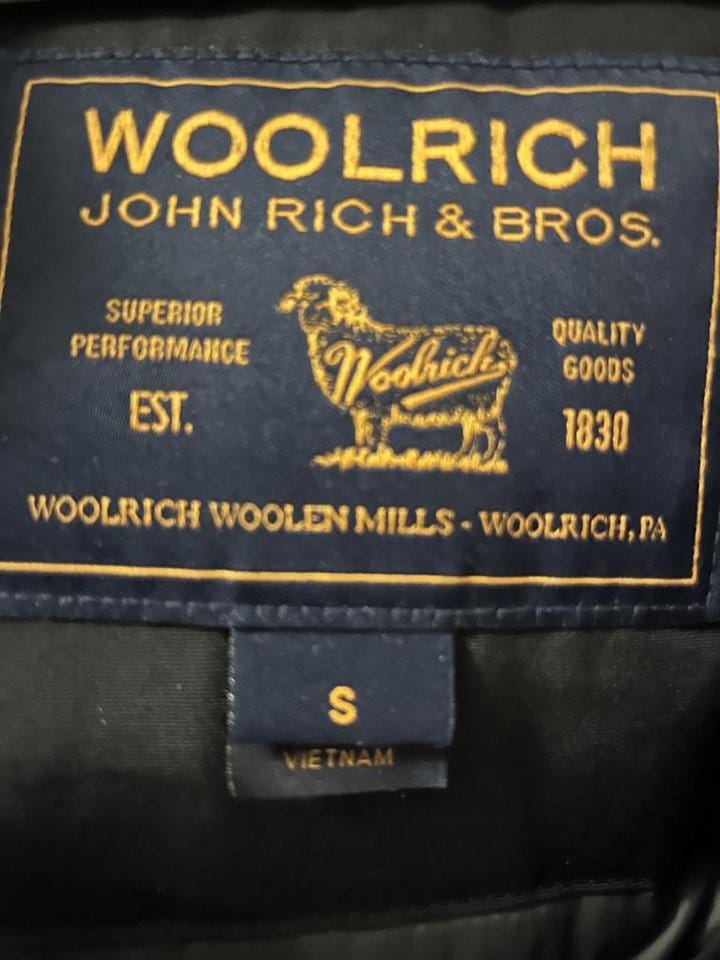 WOOLRICH
JOHN RICH & BROS.
SUPERIOR
PERFORMANCE
EST.
Woolrich
QUALITY
GOODS
1830
WOOLRICH WOOLEN MILLS - WOOLRICH, PA
S
VIETNAM